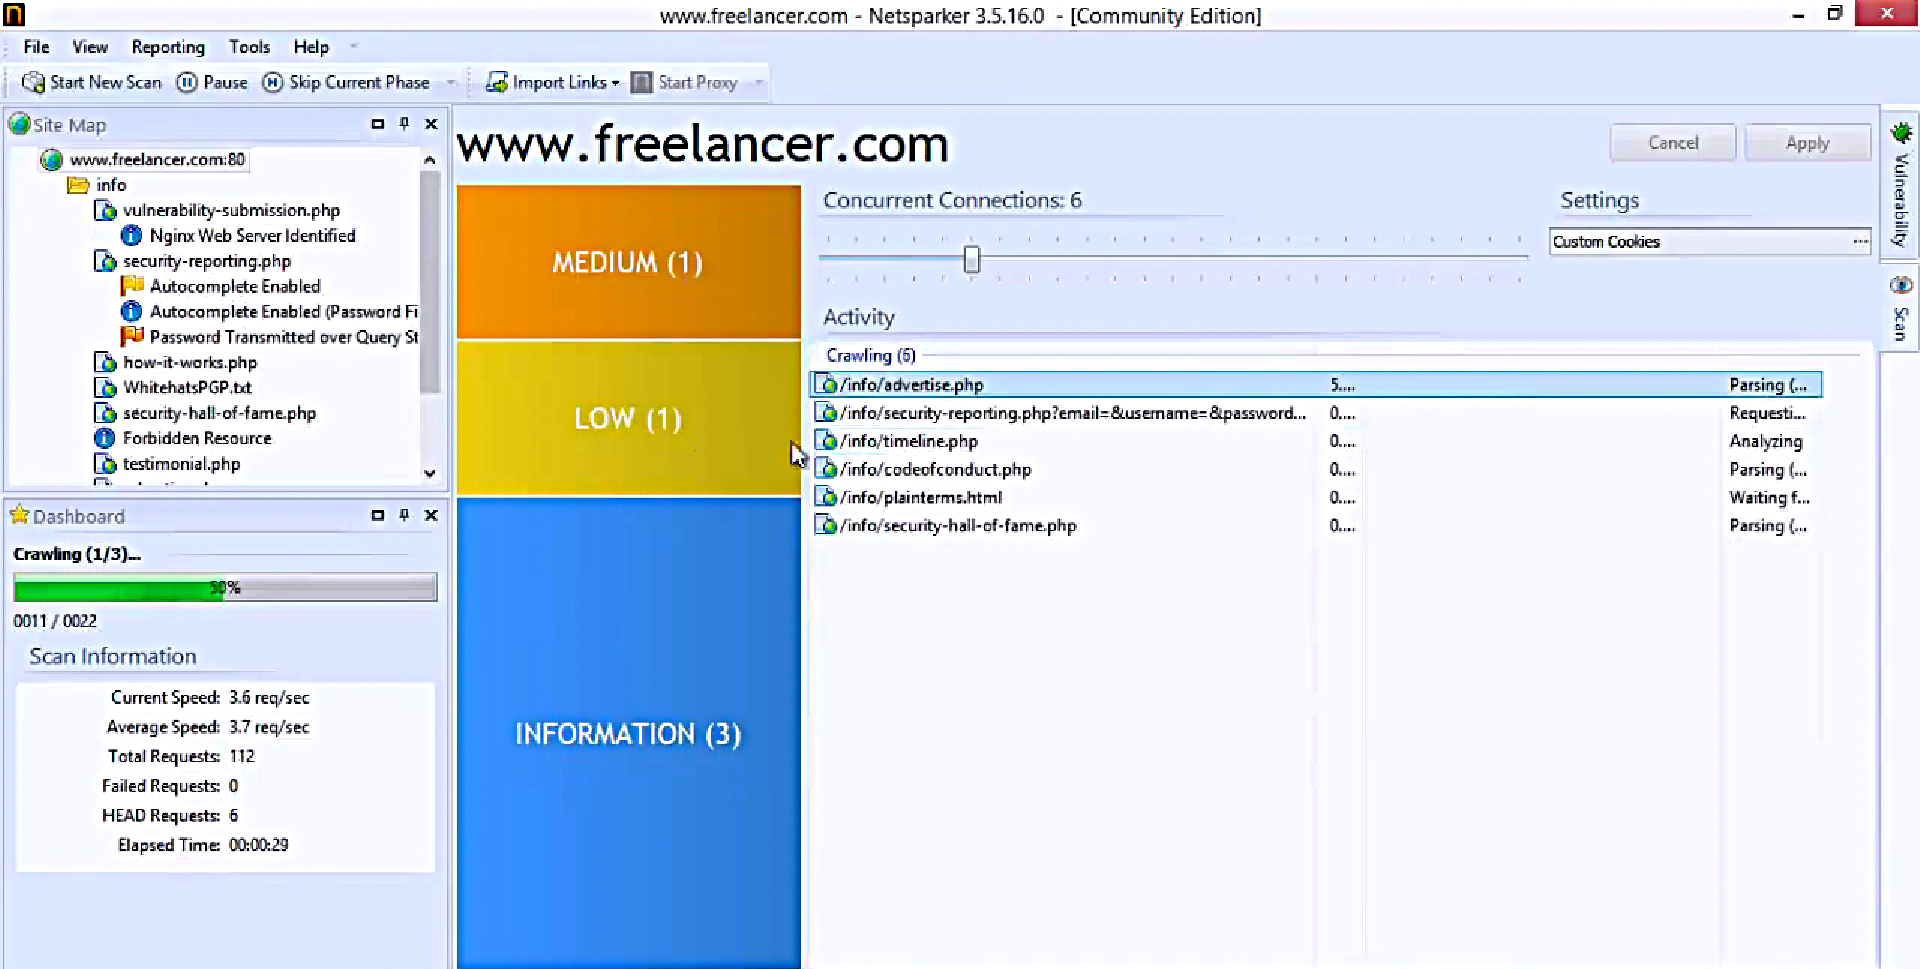 www.freelancer.com - Netsparker 3.5.16.0 - [Community Edition]
File View Reporting Tools Help
Start New Scan Pause Skip Current Phase Import Links Start Proxy
Site Map
www.freelancer.com:80
info
vulnerability-submission.php
Nginx Web Server Identified
security-reporting.php
Autocomplete Enabled
Autocomplete Enabled (Password Fi
Password Transmitted over Query St
how-it-works.php
WhitehatsPGP.txt
security-hall-of-fame.php
Forbidden Resource
testimonial.php
Dashboard
Crawling (1/3)...
50%
0011 / 0022
Scan Information
Current Speed: 3.6 req/sec
Average Speed: 3.7 req/sec
Total Requests: 112
Failed Requests: 0
HEAD Requests: 6
Elapsed Time: 00:00:29
www.freelancer.com
Cancel Apply
MEDIUM (1)
LOW (1)
INFORMATION (3)
Concurrent Connections: 6
Settings
Custom Cookies ...
Activity
Crawling (6)
/info/advertise.php 5.... Parsing (...
/info/security-reporting.php?email=&username=&password... 0.... Requesti...
/info/timeline.php 0.... Analyzing
/info/codeofconduct.php 0.... Parsing (...
/info/plainterms.html 0.... Waiting f...
/info/security-hall-of-fame.php 0.... Parsing (...
Vulnerability
Scan